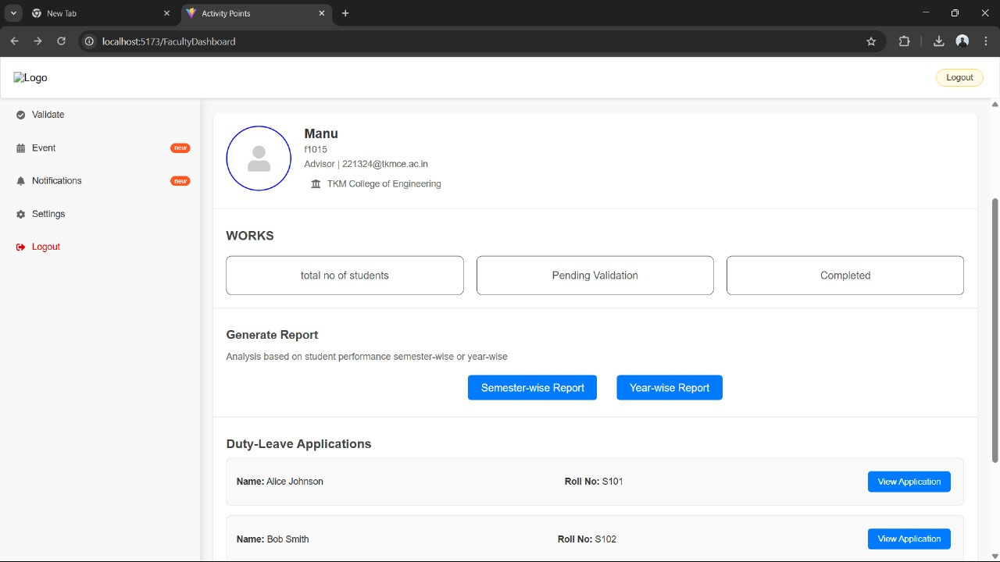 New Tab
Activity Points
localhost:5173/FacultyDashboard
Logo
Logout
Validate
Event new
Notifications new
Settings
Logout
Manu
f1015
Advisor | 221324@tkmce.ac.in
TKM College of Engineering
WORKS
total no of students Pending Validation Completed
Generate Report
Analysis based on student performance semester-wise or year-wise
Semester-wise Report Year-wise Report
Duty-Leave Applications
Name: Alice Johnson Roll No: S101 View Application
Name: Bob Smith Roll No: S102 View Application